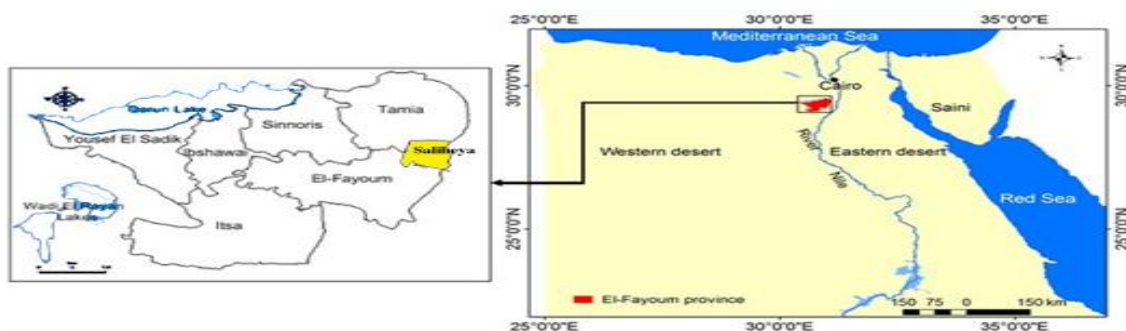 Qarun Lake
Tamia
Sinnoris
Yousef El Sadik
Ibshawai
Saliheya
El-Fayoum
Wadi El Rayan
Lakes
Itsa
25°0'0"E
30°0'0"E
35°0'0"E
Mediterranean Sea
30°0'0"N
30°0'0"N
Cairo
Saini
Western desert
River
Nile
Eastern desert
Red Sea
25°0'0"N
25°0'0"N
El-Fayoum province
150 75 0 150 km
25°0'0"E
30°0'0"E
35°0'0"E